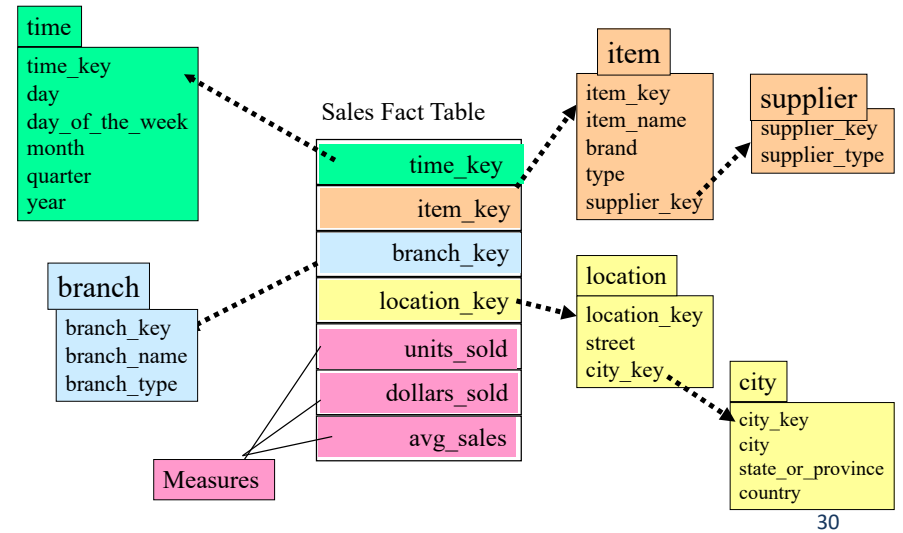 time
time_key
day
day_of_the_week
month
quarter
year
Sales Fact Table
time_key
item_key
branch_key
location_key
units_sold
dollars_sold
avg_sales
item
item_key
item_name
brand
type
supplier_key
supplier
supplier_key
supplier_type
branch
branch_key
branch_name
branch_type
location
location_key
street
city_key
city
city_key
city
state_or_province
country
Measures
30